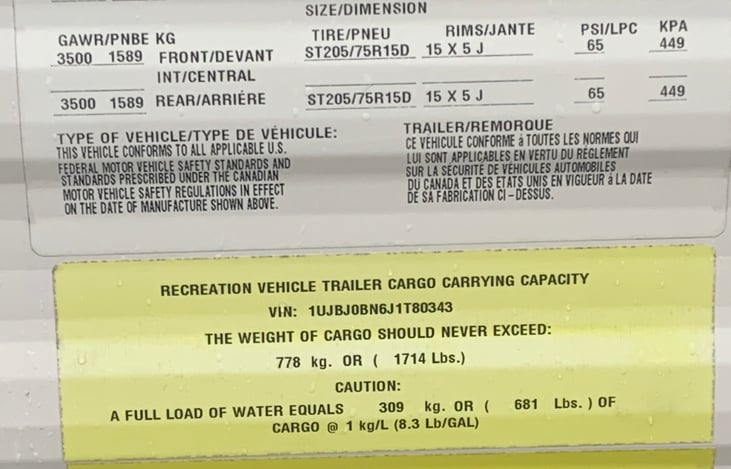 SIZE/DIMENSION
GAWR/PNBE KG TIRE/PNEU RIMS/JANTE PSI/LPC KPA
3500 1589 FRONT/DEVANT ST205/75R15D 15 X 5 J 65 449
INT/CENTRAL
3500 1589 REAR/ARRIÉRE ST205/75R15D 15 X 5 J 65 449
TYPE OF VEHICLE/TYPE DE VÉHICULE: TRAILER/REMORQUE
THIS VEHICLE CONFORMS TO ALL APPLICABLE U.S.
FEDERAL MOTOR VEHICLE SAFETY STANDARDS AND
STANDARDS PRESCRIBED UNDER THE CANADIAN
MOTOR VEHICLE SAFETY REGULATIONS IN EFFECT
ON THE DATE OF MANUFACTURE SHOWN ABOVE.
CE VEHICULE CONFORME á TOUTES LES NORMES QUI
LUI SONT APPLICABLES EN VERTU DU REGLEMENT
SUR LA SECURITE DE VEHICULES AUTOMOBILES
DU CANADA ET DES ETATS UNIS EN VIGUEUR á LA DATE
DE SA FABRICATION CI-DESSUS.
RECREATION VEHICLE TRAILER CARGO CARRYING CAPACITY
VIN: 1UJBJ0BN6J1T80343
THE WEIGHT OF CARGO SHOULD NEVER EXCEED:
778 kg. OR ( 1714 Lbs.)
CAUTION:
A FULL LOAD OF WATER EQUALS 309 kg. OR ( 681 Lbs. ) OF
CARGO @ 1 kg/L (8.3 Lb/GAL)